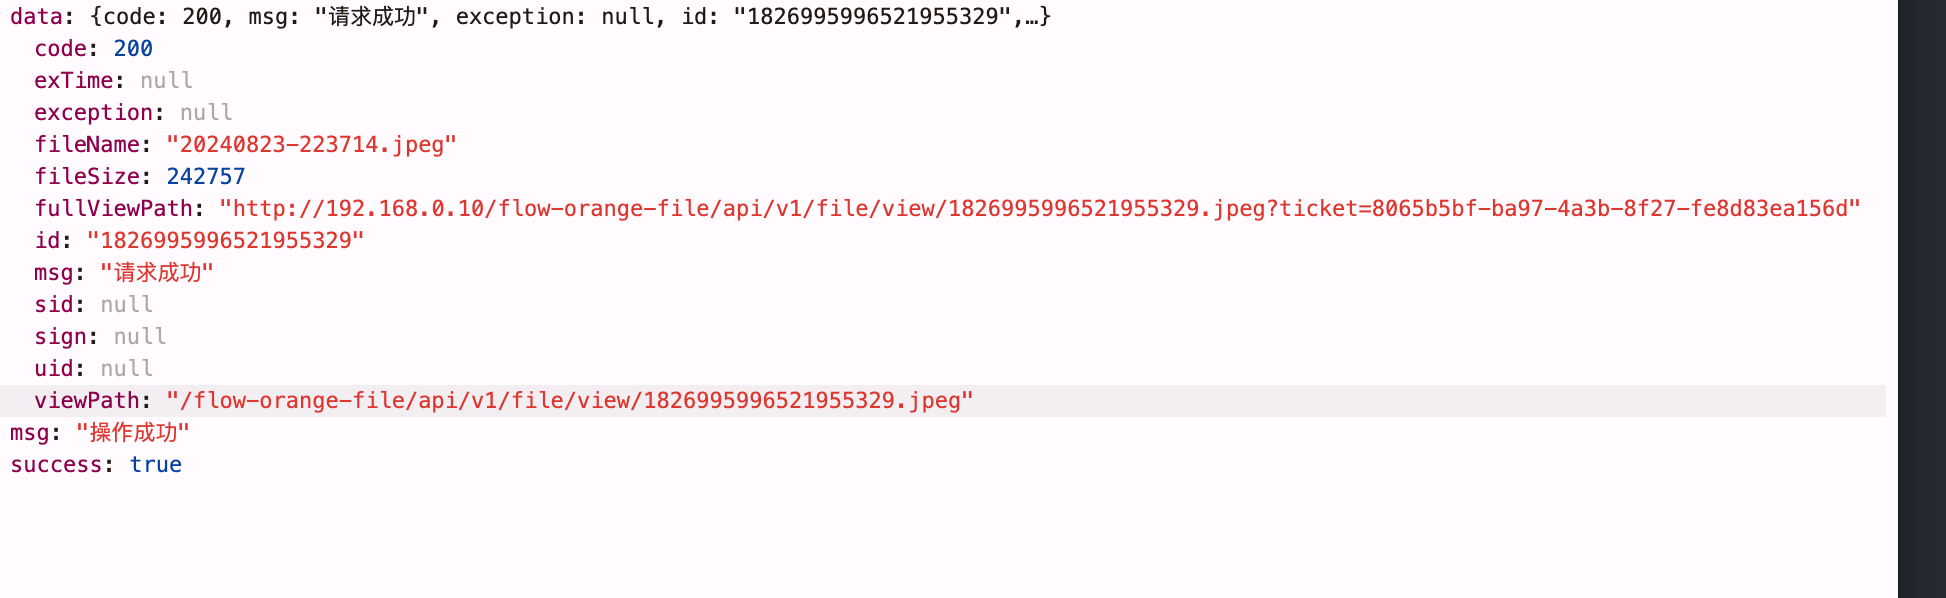 data: {code: 200, msg: "请求成功", exception: null, id: "1826995996521955329",…}
code: 200
exTime: null
exception: null
fileName: "20240823-223714.jpeg"
fileSize: 242757
fullViewPath: "http://192.168.0.10/flow-orange-file/api/v1/file/view/1826995996521955329.jpeg?ticket=8065b5bf-ba97-4a3b-8f27-fe8d83ea156d"
id: "1826995996521955329"
msg: "请求成功"
sid: null
sign: null
uid: null
viewPath: "/flow-orange-file/api/v1/file/view/1826995996521955329.jpeg"
msg: "操作成功"
success: true